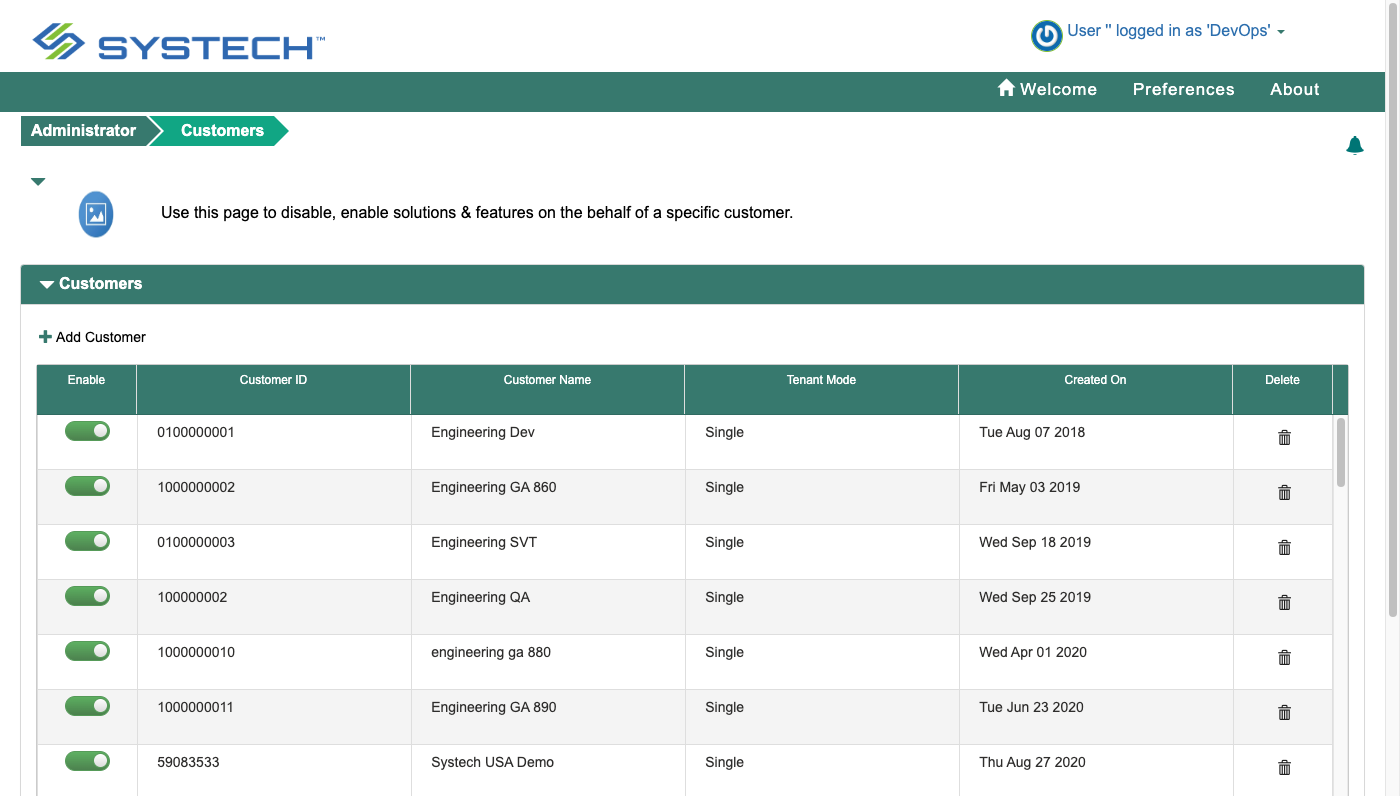 SYSTECH™
User '' logged in as 'DevOps'
Welcome Preferences About
Administrator Customers
Use this page to disable, enable solutions & features on the behalf of a specific customer.
Customers
Add Customer
Enable Customer ID Customer Name Tenant Mode Created On Delete
0100000001 Engineering Dev Single Tue Aug 07 2018
1000000002 Engineering GA 860 Single Fri May 03 2019
0100000003 Engineering SVT Single Wed Sep 18 2019
100000002 Engineering QA Single Wed Sep 25 2019
1000000010 engineering ga 880 Single Wed Apr 01 2020
1000000011 Engineering GA 890 Single Tue Jun 23 2020
59083533 Systech USA Demo Single Thu Aug 27 2020